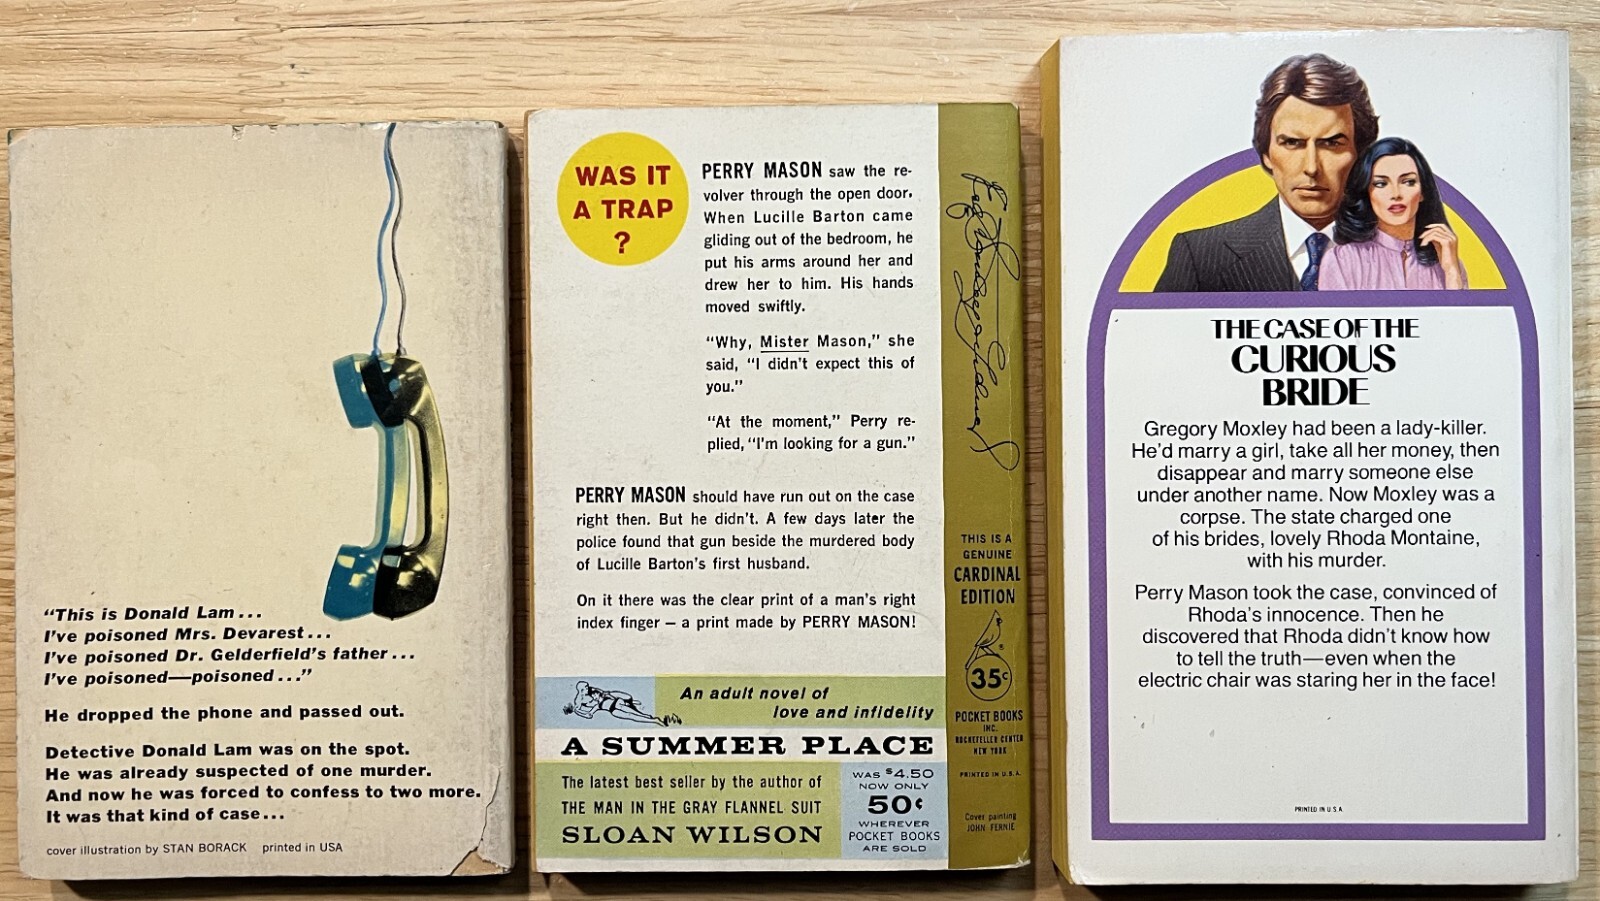 “This is Donald Lam...
I’ve poisoned Mrs. Devarest...
I’ve poisoned Dr. Gelderfield’s father...
I’ve poisoned—poisoned...”
He dropped the phone and passed out.
Detective Donald Lam was on the spot.
He was already suspected of one murder.
And now he was forced to confess to two more.
It was that kind of case...
cover illustration by STAN BORACK printed in USA
WAS IT
A TRAP
?
PERRY MASON saw the re-
volver through the open door.
When Lucille Barton came
gliding out of the bedroom, he
put his arms around her and
drew her to him. His hands
moved swiftly.
“Why, Mister Mason,” she
said, “I didn’t expect this of
you.”
“At the moment,” Perry re-
plied, “I’m looking for a gun.”
PERRY MASON should have run out on the case
right then. But he didn’t. A few days later the
police found that gun beside the murdered body
of Lucille Barton’s first husband.
On it there was the clear print of a man’s right
index finger – a print made by PERRY MASON!
An adult novel of
love and infidelity
A SUMMER PLACE
The latest best seller by the author of
THE MAN IN THE GRAY FLANNEL SUIT
SLOAN WILSON
WAS $4.50
NOW ONLY
50¢
WHEREVER
POCKET BOOKS
ARE SOLD
Erle Stanley Gardner
THIS IS A
GENUINE
CARDINAL
EDITION
®
35¢
POCKET BOOKS
INC.
ROCKEFELLER CENTER
NEW YORK
PRINTED IN U.S.A.
Cover painting
JOHN FERNIE
THE CASE OF THE
CURIOUS
BRIDE
Gregory Moxley had been a lady-killer.
He’d marry a girl, take all her money, then
disappear and marry someone else
under another name. Now Moxley was a
corpse. The state charged one
of his brides, lovely Rhoda Montaine,
with his murder.
Perry Mason took the case, convinced of
Rhoda’s innocence. Then he
discovered that Rhoda didn’t know how
to tell the truth—even when the
electric chair was staring her in the face!
PRINTED IN U.S.A.